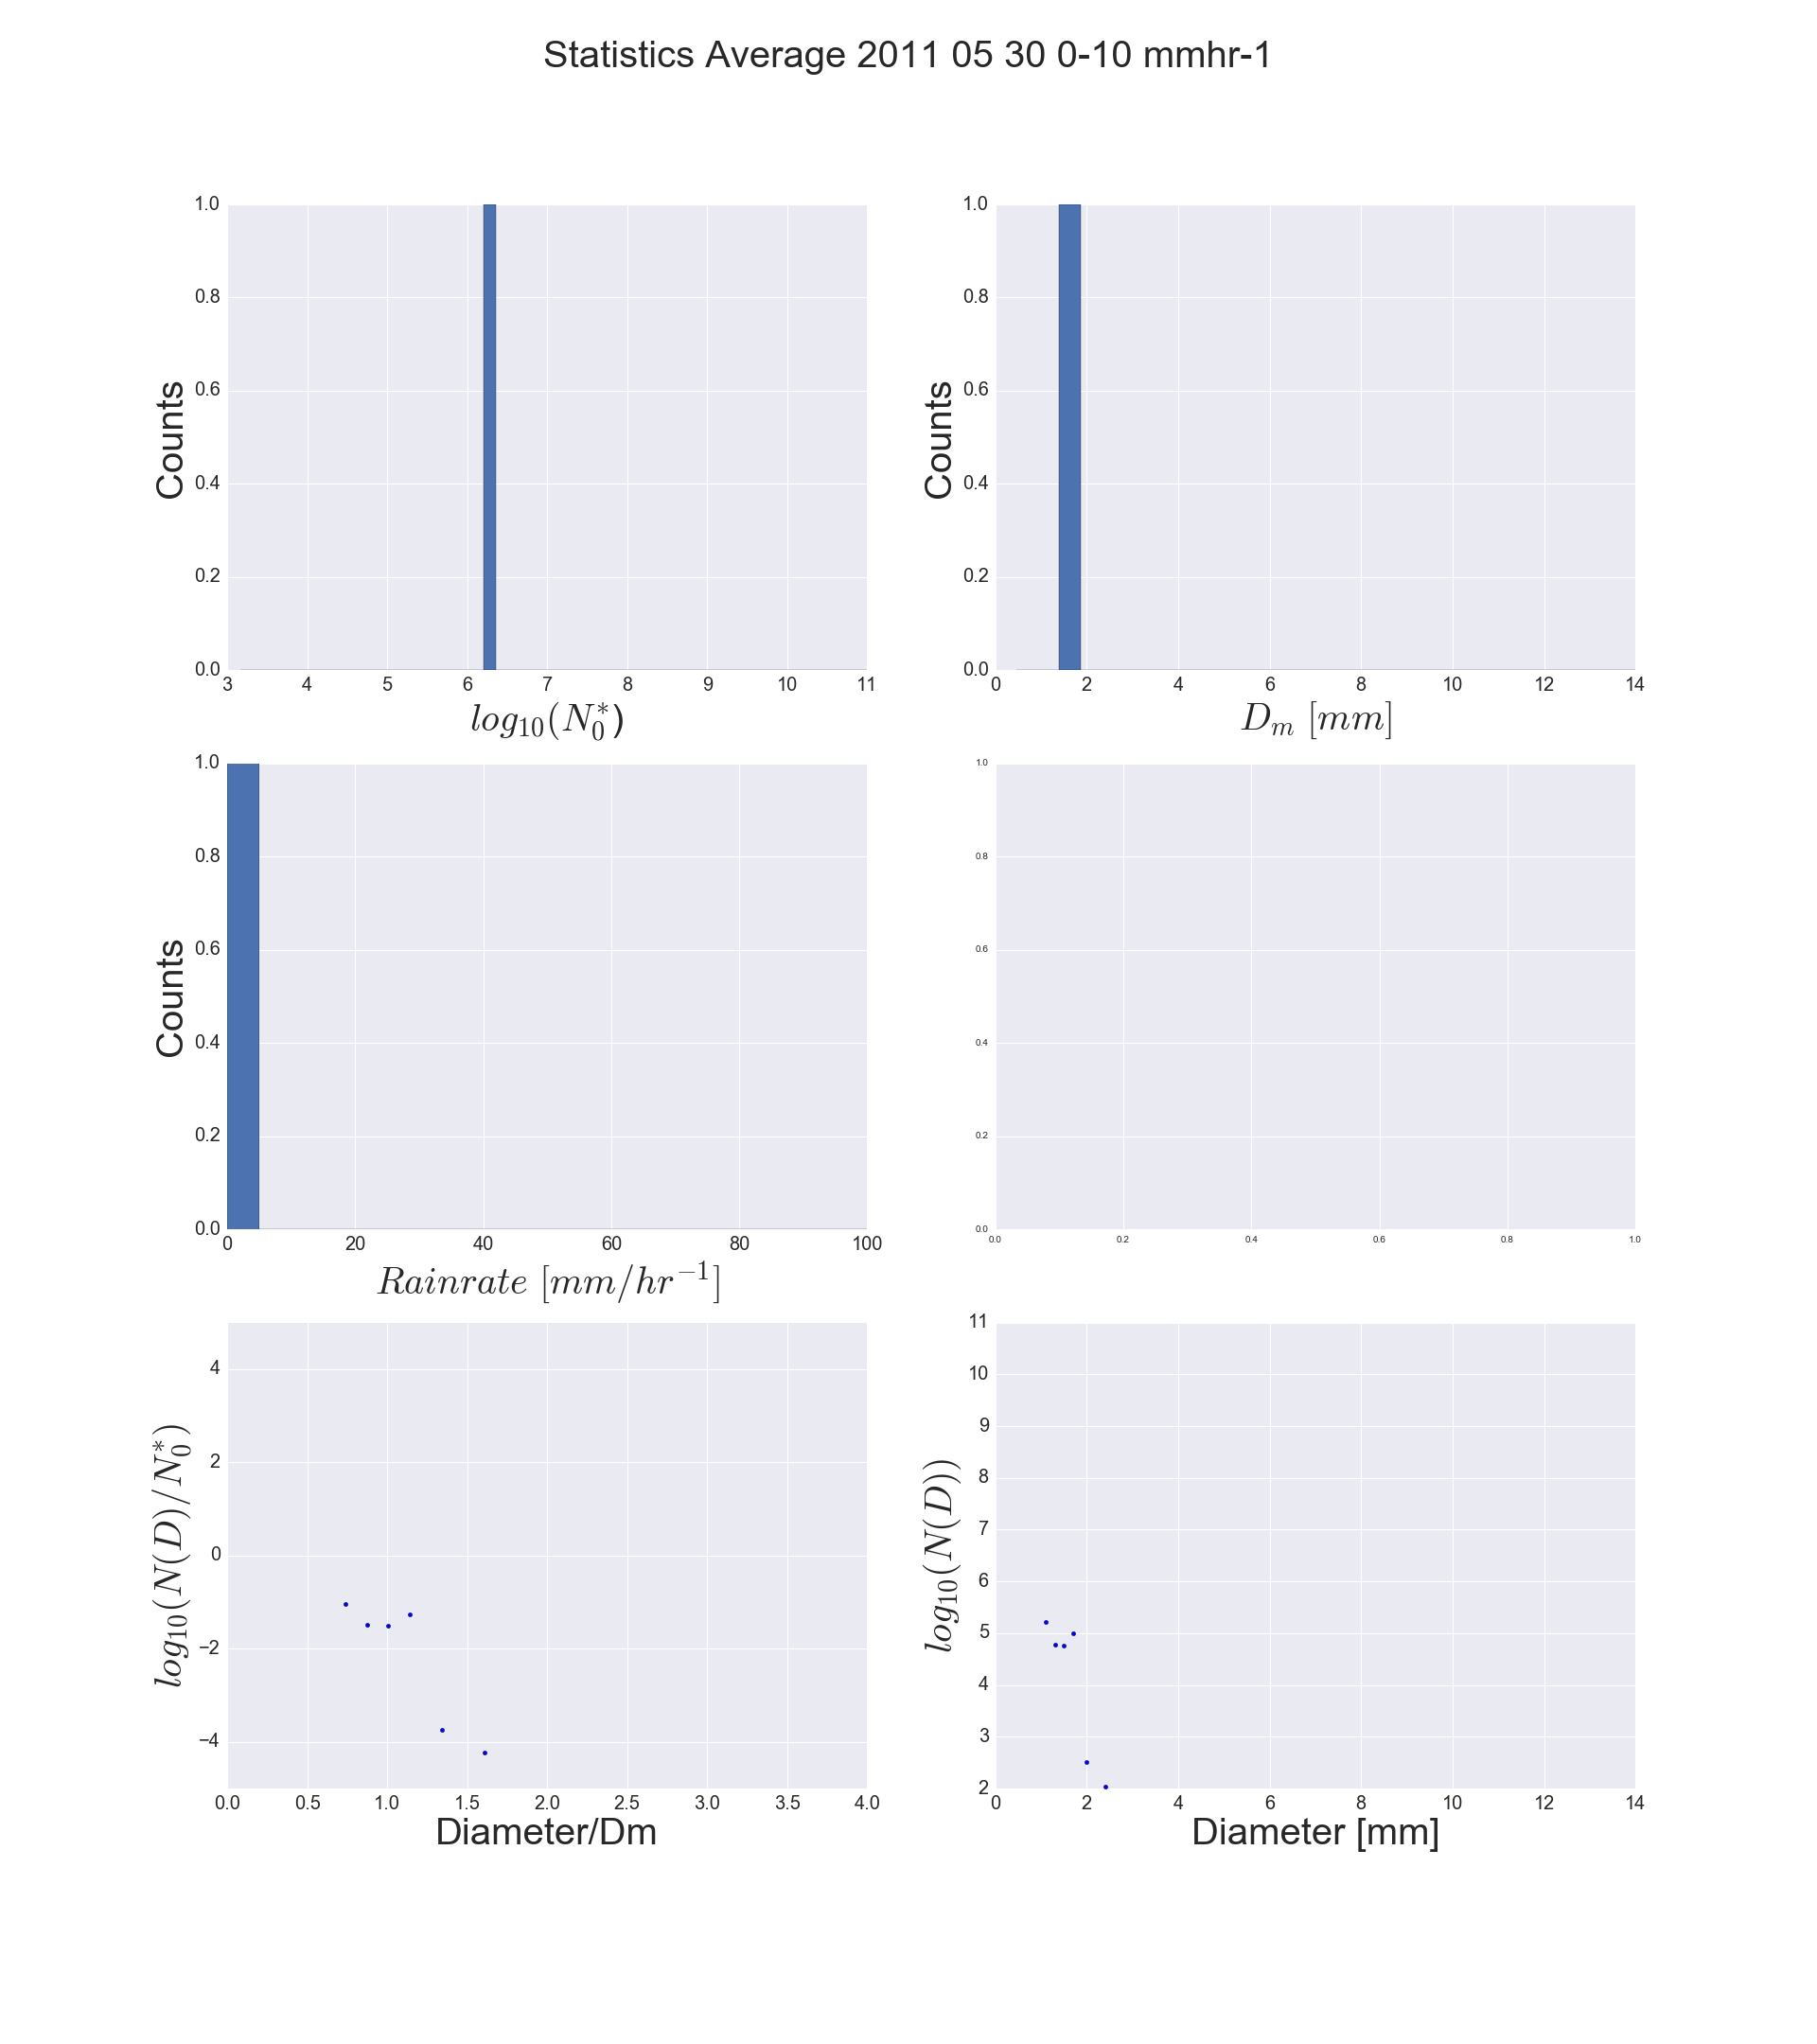 Statistics Average 2011 05 30 0-10 mmhr-1
1.0
0.8
0.6
0.4
0.2
0.0
Counts
3 4 5 6 7 8 9 10 11
log10(N0*)
1.0
0.8
0.6
0.4
0.2
0.0
Counts
0 2 4 6 8 10 12 14
Dm [mm]
1.0
0.8
0.6
0.4
0.2
0.0
Counts
0 20 40 60 80 100
Rainrate [mm/hr−1]
1.0
0.8
0.6
0.4
0.2
0.0
0.0 0.2 0.4 0.6 0.8 1.0
4
2
0
−2
−4
log10(N(D)/N0*)
0.0 0.5 1.0 1.5 2.0 2.5 3.0 3.5 4.0
Diameter/Dm
11
10
9
8
7
6
5
4
3
2
log10(N(D))
0 2 4 6 8 10 12 14
Diameter [mm]